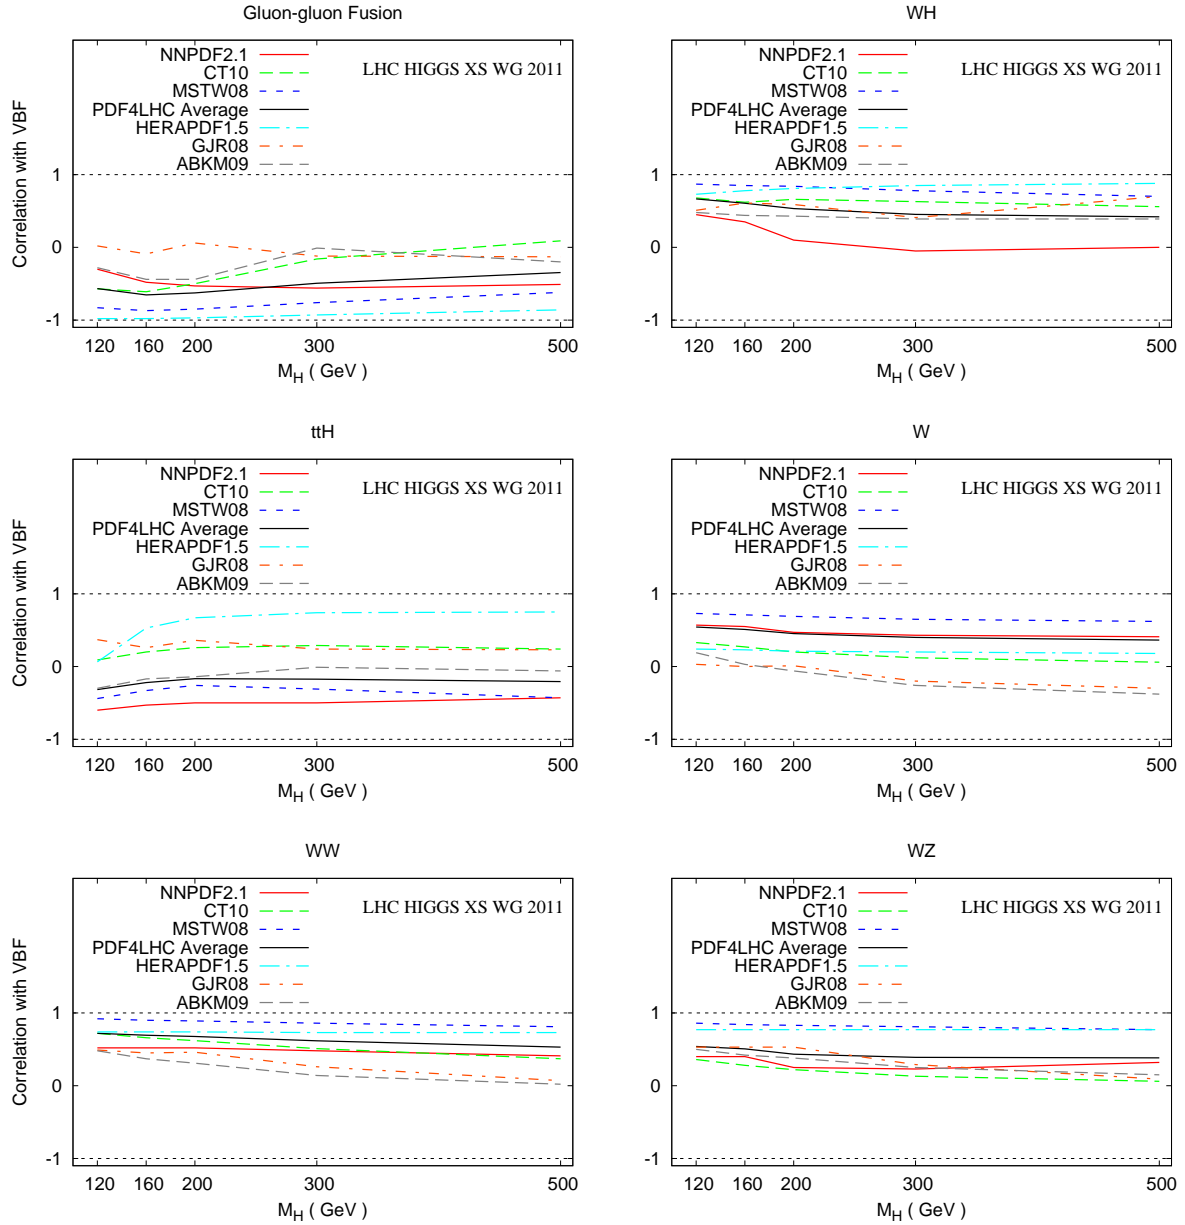 Gluon-gluon Fusion
NNPDF2.1
CT10
MSTW08
PDF4LHC Average
HERAPDF1.5
GJR08
ABKM09
LHC HIGGS XS WG 2011
Correlation with VBF
1
0
-1
120 160 200 300 500
M_H ( GeV )
WH
NNPDF2.1
CT10
MSTW08
PDF4LHC Average
HERAPDF1.5
GJR08
ABKM09
LHC HIGGS XS WG 2011
1
0
-1
120 160 200 300 500
M_H ( GeV )
ttH
NNPDF2.1
CT10
MSTW08
PDF4LHC Average
HERAPDF1.5
GJR08
ABKM09
LHC HIGGS XS WG 2011
Correlation with VBF
1
0
-1
120 160 200 300 500
M_H ( GeV )
W
NNPDF2.1
CT10
MSTW08
PDF4LHC Average
HERAPDF1.5
GJR08
ABKM09
LHC HIGGS XS WG 2011
1
0
-1
120 160 200 300 500
M_H ( GeV )
WW
NNPDF2.1
CT10
MSTW08
PDF4LHC Average
HERAPDF1.5
GJR08
ABKM09
LHC HIGGS XS WG 2011
Correlation with VBF
1
0
-1
120 160 200 300 500
M_H ( GeV )
WZ
NNPDF2.1
CT10
MSTW08
PDF4LHC Average
HERAPDF1.5
GJR08
ABKM09
LHC HIGGS XS WG 2011
1
0
-1
120 160 200 300 500
M_H ( GeV )